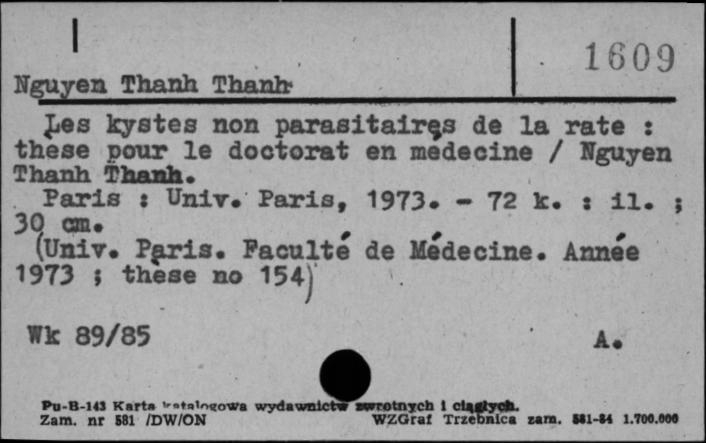 1609
Nguyen Thanh Thanh
Les kystes non parasitaires de la rate :
these pour le doctorat en médecine / Nguyen
Thanh Thanh.
Paris : Univ. Paris, 1973. - 72 k. : il. ;
30 cm.
(Univ. Paris. Faculté de Médecine. Année
1973 ; these no 154)
Wk 89/85 A.
Pu-B-143 Karta katalogowa wydawnictw zwrotnych i ciągłych.
Zam. nr 581 /DW/ON WZGraf Trzebnica zam. 581-84 1.700.000